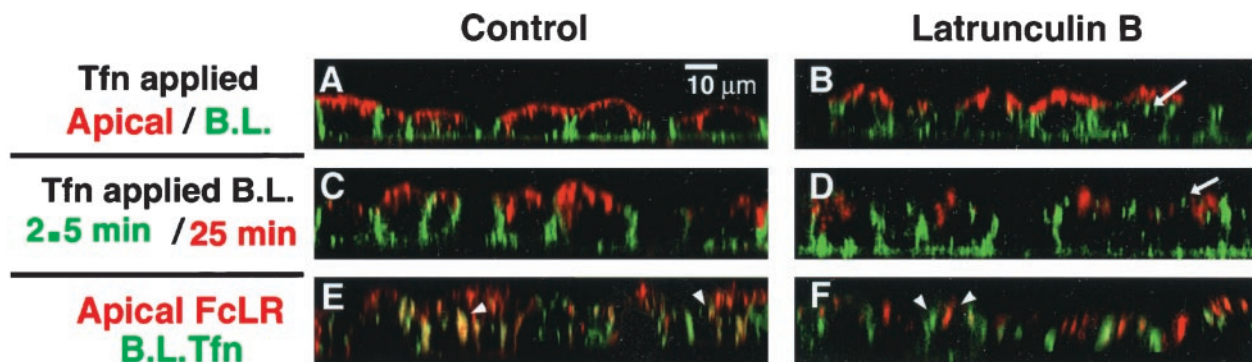 Control Latrunculin B
Tfn applied
Apical / B.L.
A 10 μm B
Tfn applied B.L.
2.5 min / 25 min
C D
Apical FcLR
B.L.Tfn
E F